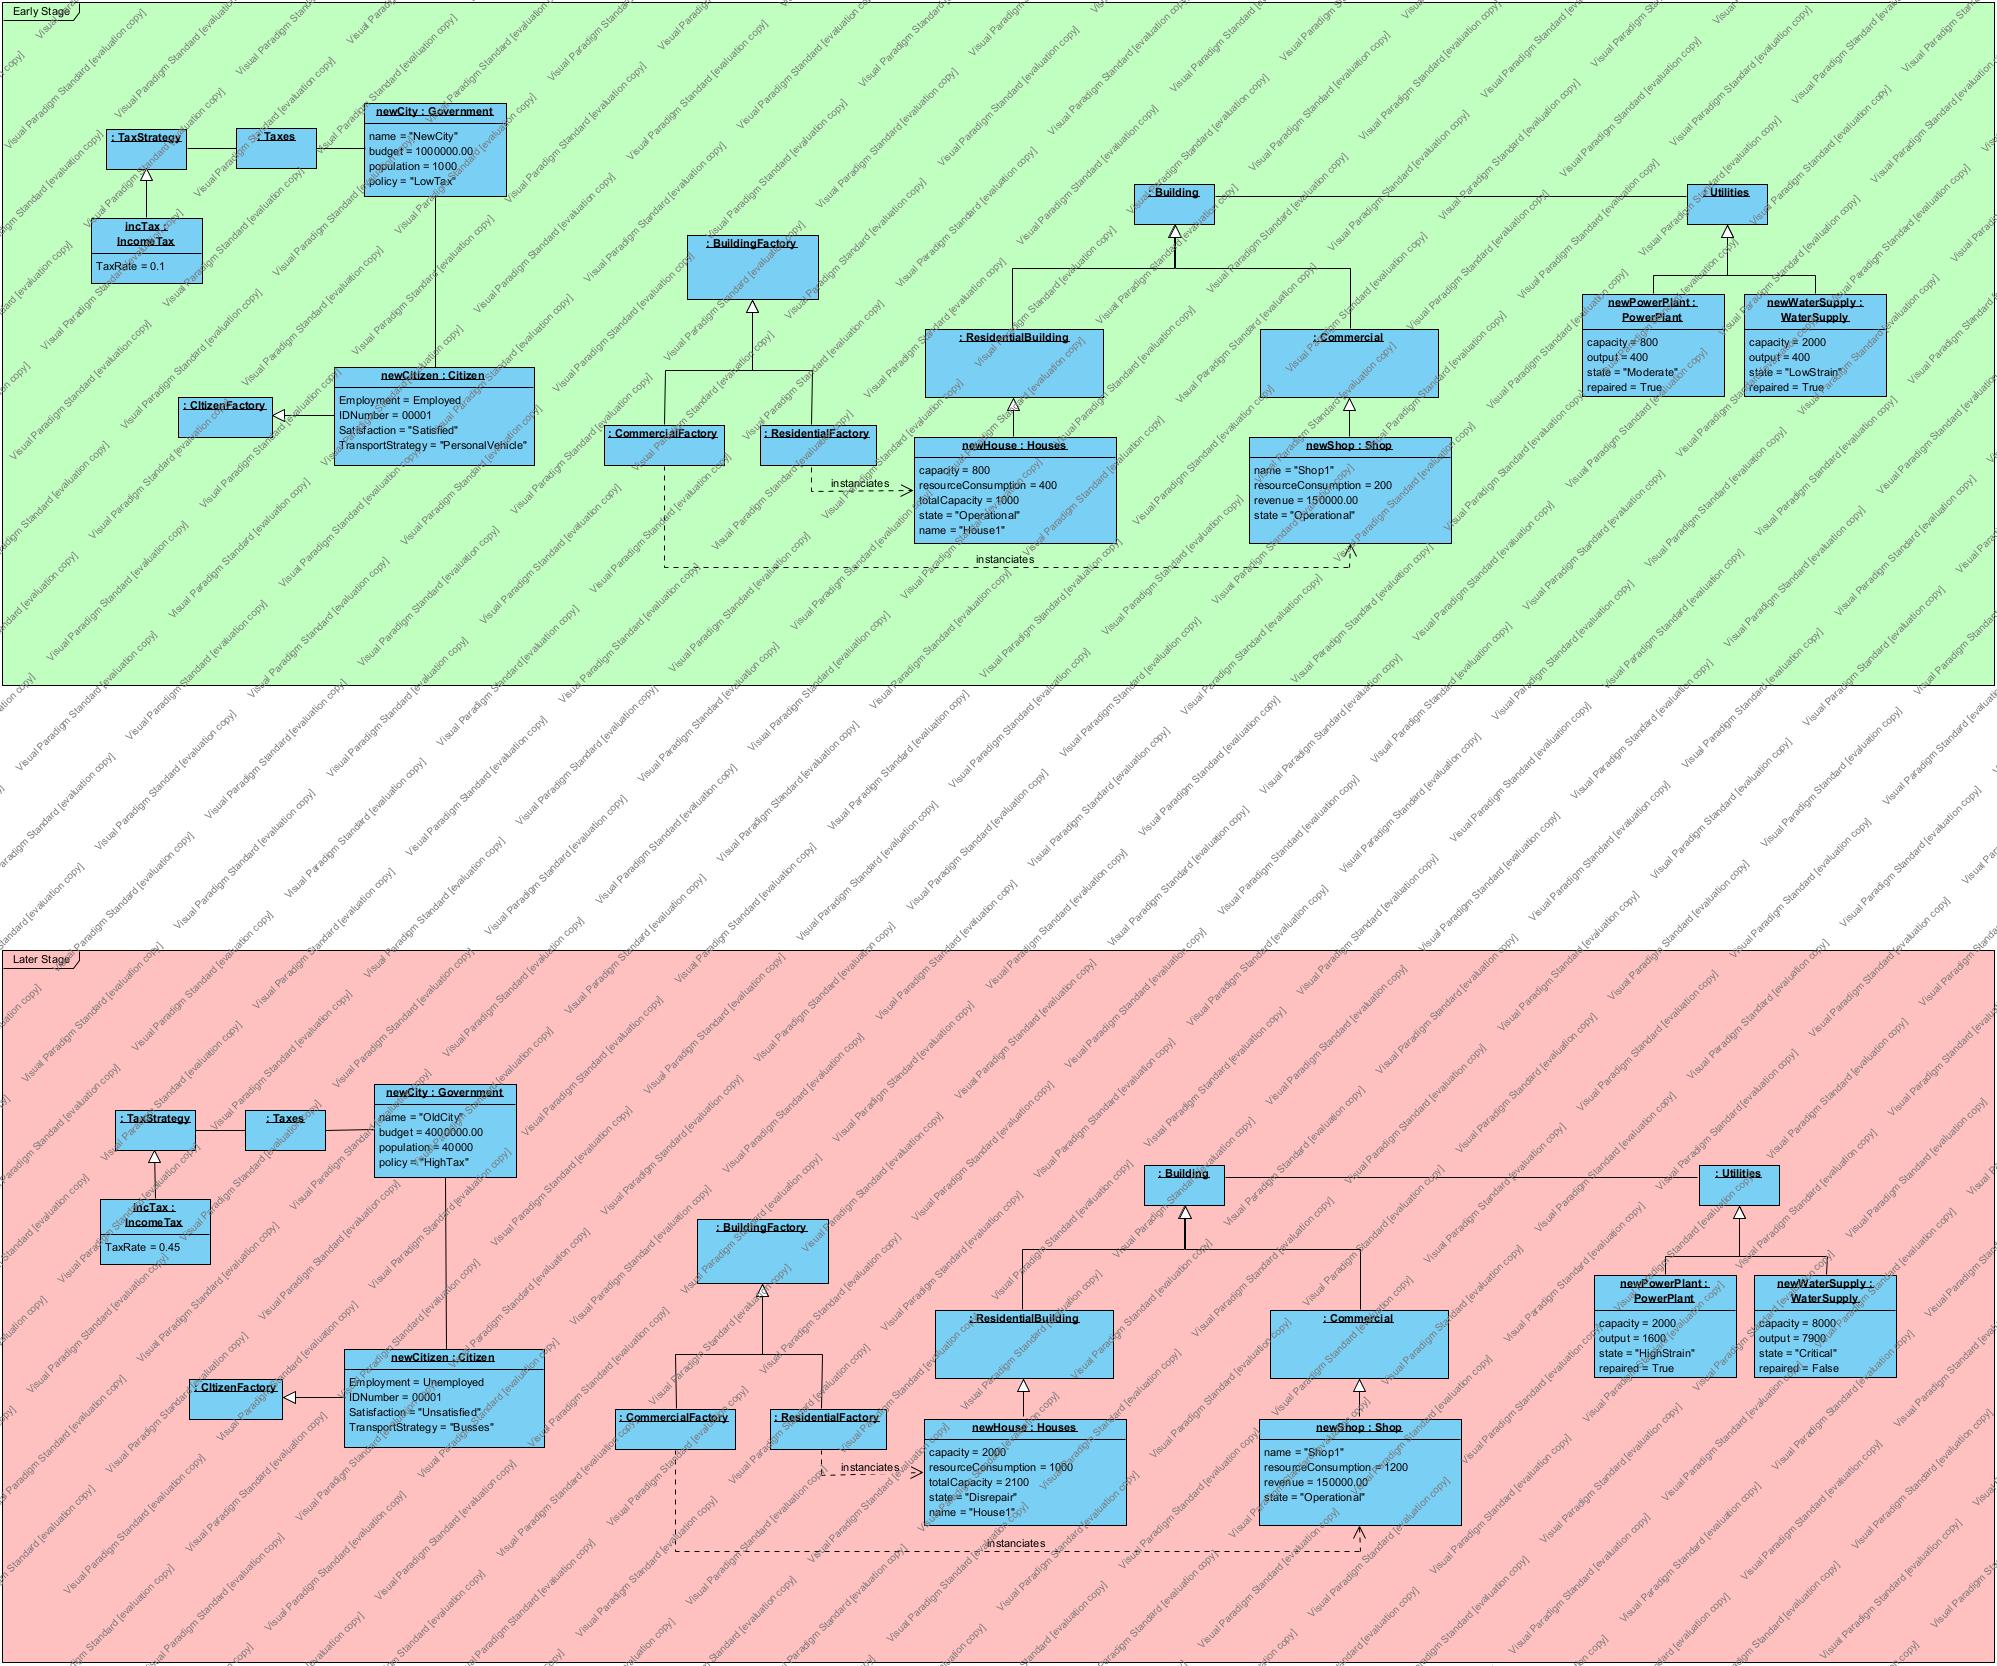 Early Stage
newCity : Government
name = "NewCity"
budget = 1000000.00
population = 1000
policy = "LowTax"
: TaxStrategy
: Taxes
incTax :
IncomeTax
TaxRate = 0.1
: Building
: Utilities
: BuildingFactory
newPowerPlant :
PowerPlant
capacity = 800
output = 400
state = "Moderate"
repaired = True
newWaterSupply :
WaterSupply
capacity = 2000
output = 400
state = "LowStrain"
repaired = True
: ResidentialBuilding
: Commercial
newCitizen : Citizen
Employment = Employed
IDNumber = 00001
Satisfaction = "Satisfied"
TransportStrategy = "PersonalVehicle"
: CItizenFactory
: CommercialFactory
: ResidentialFactory
instanciates
newHouse : Houses
capacity = 800
resourceConsumption = 400
totalCapacity = 1000
state = "Operational"
name = "House1"
newShop : Shop
name = "Shop1"
resourceConsumption = 200
revenue = 150000.00
state = "Operational"
instanciates
Later Stage
newCity : Government
name = "OldCity"
budget = 4000000.00
population = 40000
policy = "HighTax"
: TaxStrategy
: Taxes
incTax :
IncomeTax
TaxRate = 0.45
: Building
: Utilities
: BuildingFactory
newPowerPlant :
PowerPlant
capacity = 2000
output = 1600
state = "HighStrain"
repaired = True
newWaterSupply :
WaterSupply
capacity = 8000
output = 7900
state = "Critical"
repaired = False
: ResidentialBuilding
: Commercial
newCitizen : Citizen
Employment = Unemployed
IDNumber = 00001
Satisfaction = "Unsatisfied"
TransportStrategy = "Busses"
: CItizenFactory
: CommercialFactory
: ResidentialFactory
instanciates
newHouse : Houses
capacity = 2000
resourceConsumption = 1000
totalCapacity = 2100
state = "Disrepair"
name = "House1"
newShop : Shop
name = "Shop1"
resourceConsumption = 1200
revenue = 150000.00
state = "Operational"
instanciates
Visual Paradigm Standard [evaluation copy]